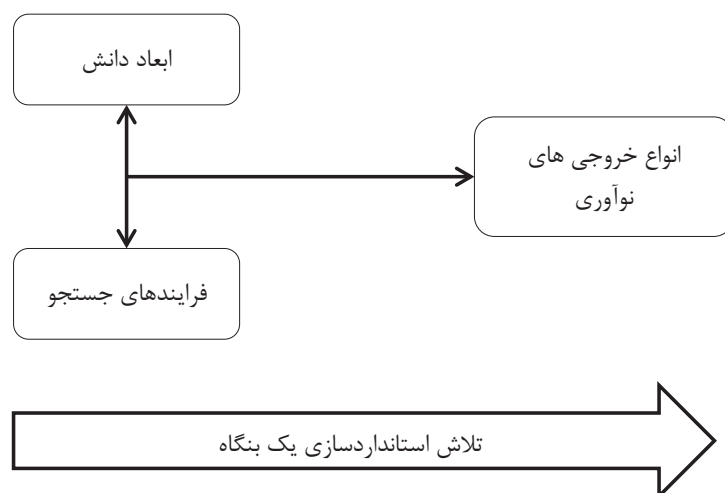 ابعاد دانش
انواع خروجی های
نوآوری
فرایندهای جستجو
تلاش استانداردسازی یک بنگاه